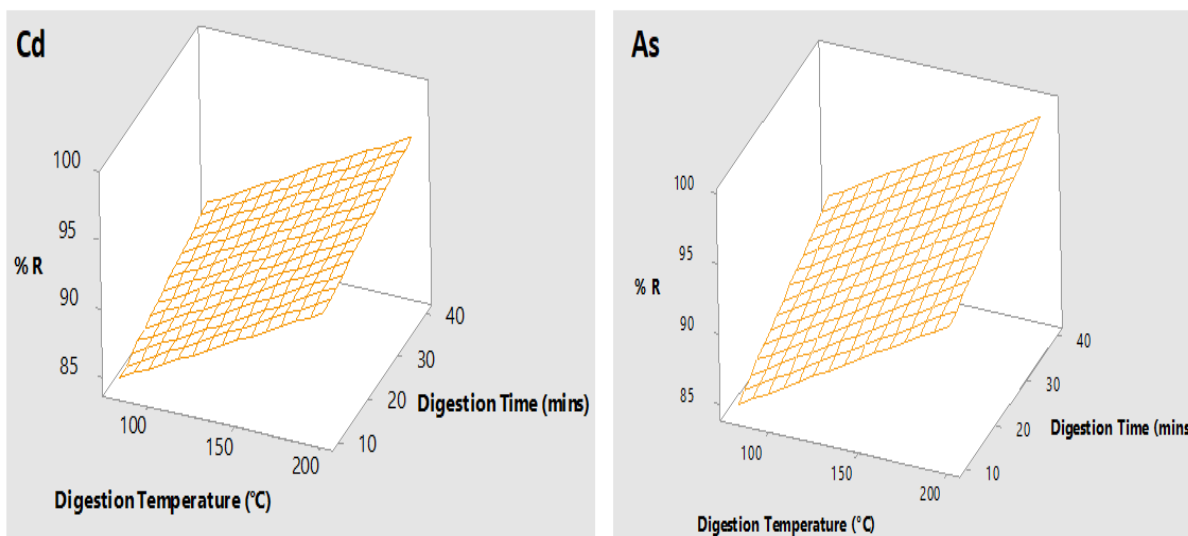 Cd
100
95
% R
90
85
100
150
200
10
20
30
40
Digestion Time (mins)
Digestion Temperature (°C)
As
100
95
% R
90
85
100
150
200
10
20
30
40
Digestion Time (mins
Digestion Temperature (°C)